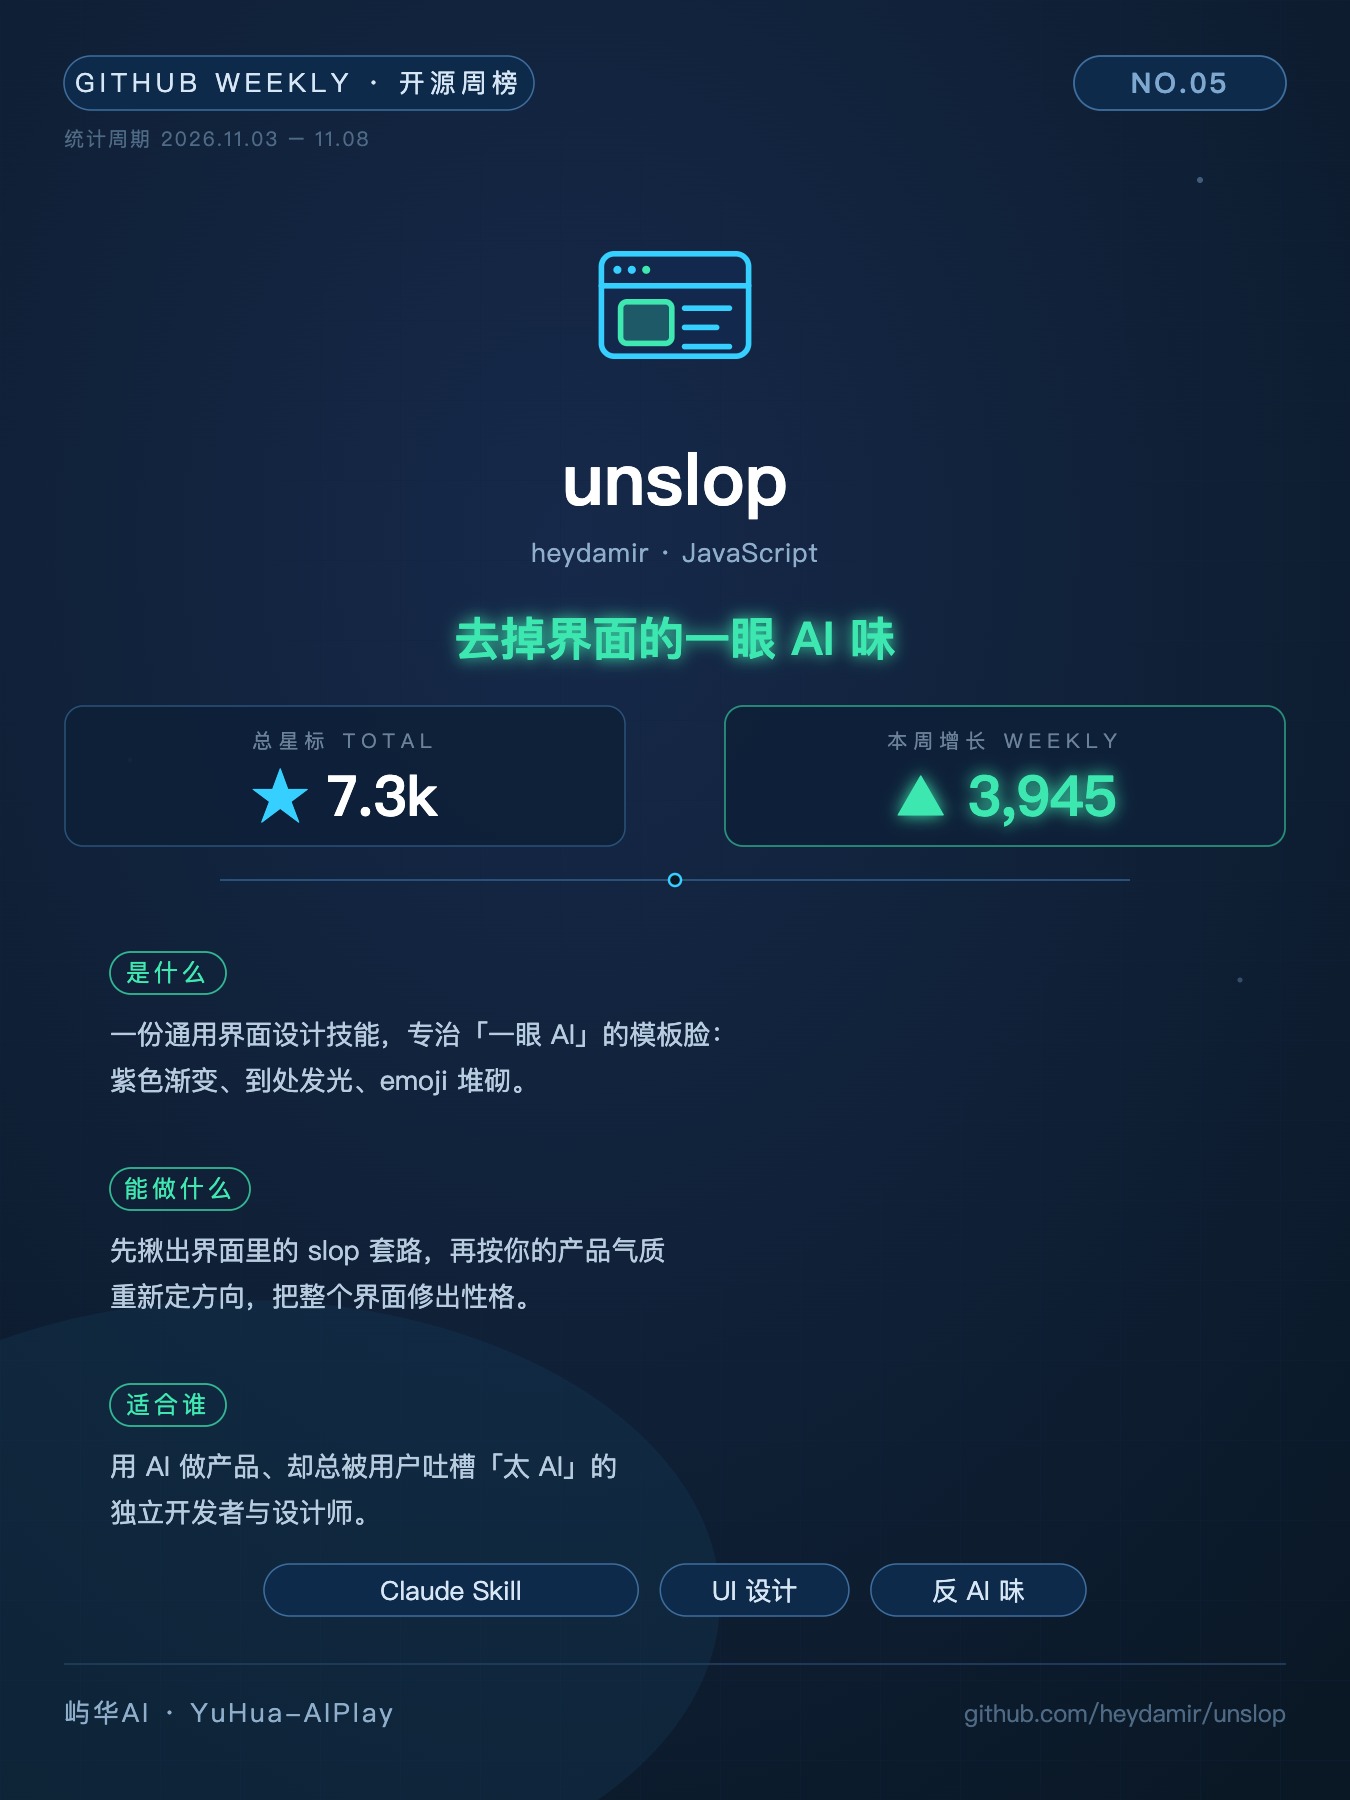 GITHUB WEEKLY · 开源周榜
NO.05
统计周期 2026.11.03 — 11.08
unslop
heydamir · JavaScript
去掉界面的一眼 AI 味
总星标 TOTAL
★ 7.3k
本周增长 WEEKLY
▲ 3,945
是什么
一份通用界面设计技能，专治「一眼 AI」的模板脸：
紫色渐变、到处发光、emoji 堆砌。
能做什么
先揪出界面里的 slop 套路，再按你的产品气质
重新定方向，把整个界面修出性格。
适合谁
用 AI 做产品、却总被用户吐槽「太 AI」的
独立开发者与设计师。
Claude Skill
UI 设计
反 AI 味
屿华AI · YuHua-AIPlay
github.com/heydamir/unslop